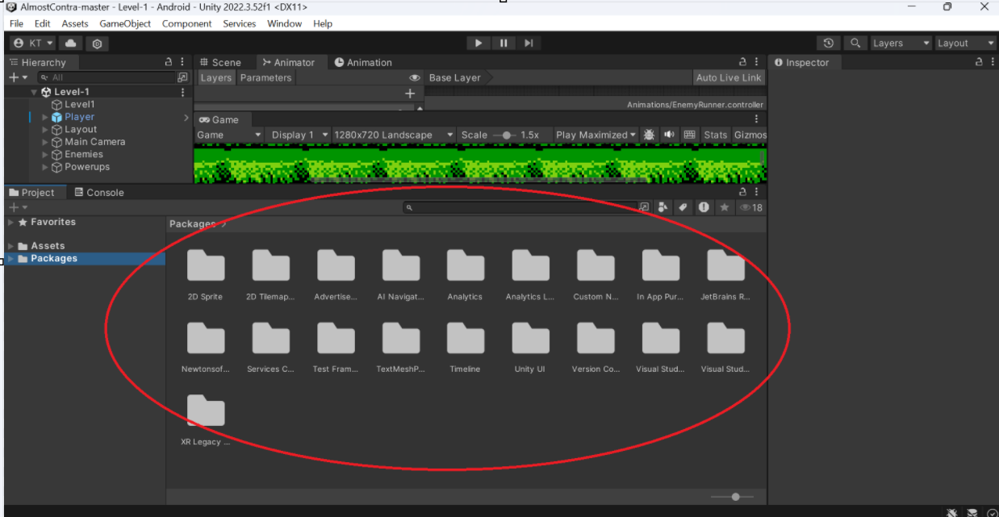 AlmostContra-master - Level-1 - Android - Unity 2022.3.52f1 <DX11>
File Edit Assets GameObject Component Services Window Help
KT Layers Layout
Hierarchy Scene Animator Animation Inspector
All Layers Parameters Base Layer Auto Live Link
Level-1
Level1
Animations/EnemyRunner.controller
Player
Game
Layout
Game Display 1 1280x720 Landscape Scale 1.5x Play Maximized Stats Gizmos
Main Camera
Enemies
Powerups
Project Console
18
Favorites
Packages
Assets
Packages
2D Sprite 2D Tilemap... Advertise... AI Navigat... Analytics Analytics L... Custom N... In App Pur... JetBrains R...
Newtonsof... Services C... Test Fram... TextMeshP... Timeline Unity UI Version Co... Visual Stud... Visual Stud...
XR Legacy ...